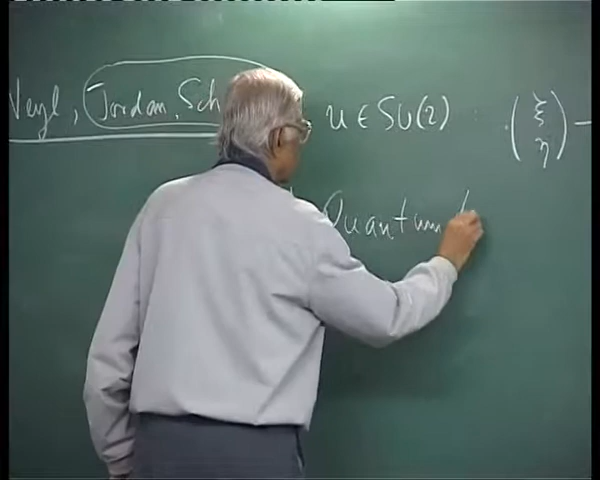 Weyl, Jordan, Sch u ∈ SU(2) (ξ η)
Quantum